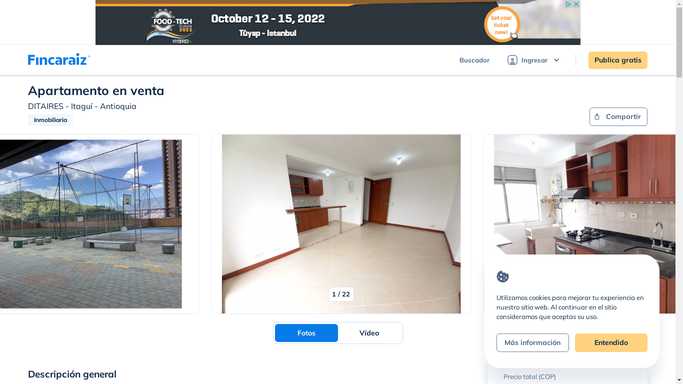 October 12 - 15, 2022
FOOD-TECH
Tüyap - Istanbul
Get your
ticket
now!
Fincaraíz
Buscador
Ingresar
Publica gratis
Apartamento en venta
DITAIRES - Itaguí - Antioquia
Inmobiliaria
Compartir
1 / 22
Fotos
Vídeo
Utilizamos cookies para mejorar tu experiencia en
nuestro sitio web. Al continuar en el sitio
consideramos que aceptas su uso.
Más información
Entendido
Descripción general
Precio total (COP)